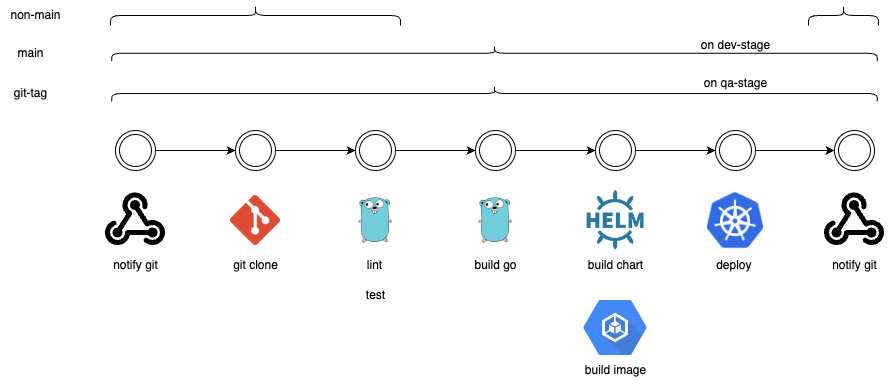 non-main
main
on dev-stage
git-tag
on qa-stage
HELM
notify git
git clone
lint
build go
build chart
deploy
notify git
test
build image